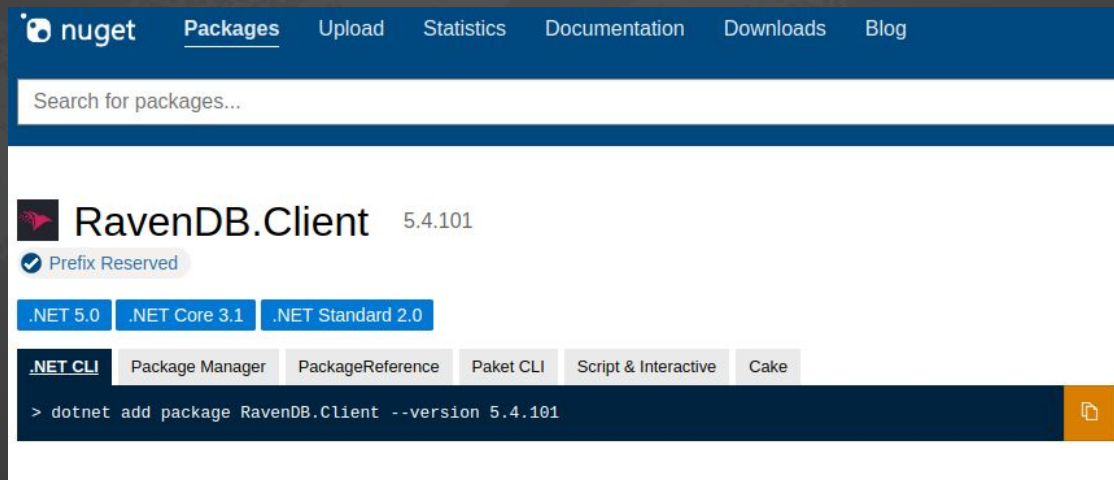 nuget Packages Upload Statistics Documentation Downloads Blog
Search for packages...
RavenDB.Client 5.4.101
Prefix Reserved
.NET 5.0 .NET Core 3.1 .NET Standard 2.0
.NET CLI Package Manager PackageReference Paket CLI Script & Interactive Cake
> dotnet add package RavenDB.Client --version 5.4.101